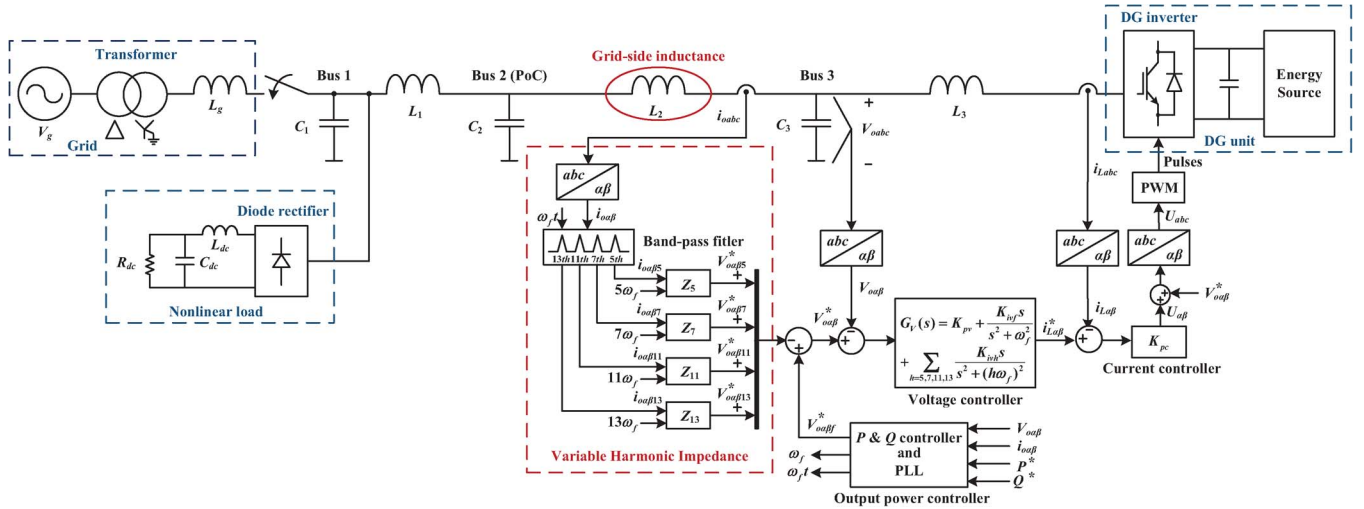 Transformer
V_g
L_g
Grid
Bus 1
C_1
L_1
Bus 2 (PoC)
C_2
Grid-side inductance
L_2
i_oabc
Bus 3
C_3
+
V_oabc
−
L_3
i_Labc
DG inverter
Energy
Source
DG unit
Pulses
PWM
U_abc
Diode rectifier
R_dc
C_dc
L_dc
Nonlinear load
abc
αβ
ω_f t
i_oαβ
Band-pass fitler
13th 11th 7th 5th
i_oαβ5
5ω_f
Z_5
V*_oαβ5
+
i_oαβ7
7ω_f
Z_7
V*_oαβ7
+
i_oαβ11
11ω_f
Z_11
V*_oαβ11
+
i_oαβ13
13ω_f
Z_13
V*_oαβ13
+
Variable Harmonic Impedance
abc
αβ
V_oαβ
−
+
V*_oαβ
−
+
V*_oαβf
G_V(s) = K_pv + K_ivf s / (s² + ω_f²)
+ ∑_{h=5,7,11,13} K_ivh s / (s² + (hω_f)²)
Voltage controller
i*_Lαβ
abc
αβ
i_Lαβ
−
+
K_pc
Current controller
U_αβ
+
+
V*_oαβ
abc
αβ
P & Q controller
and
PLL
Output power controller
V_oαβ
i_oαβ
P*
Q*
ω_f
ω_f t